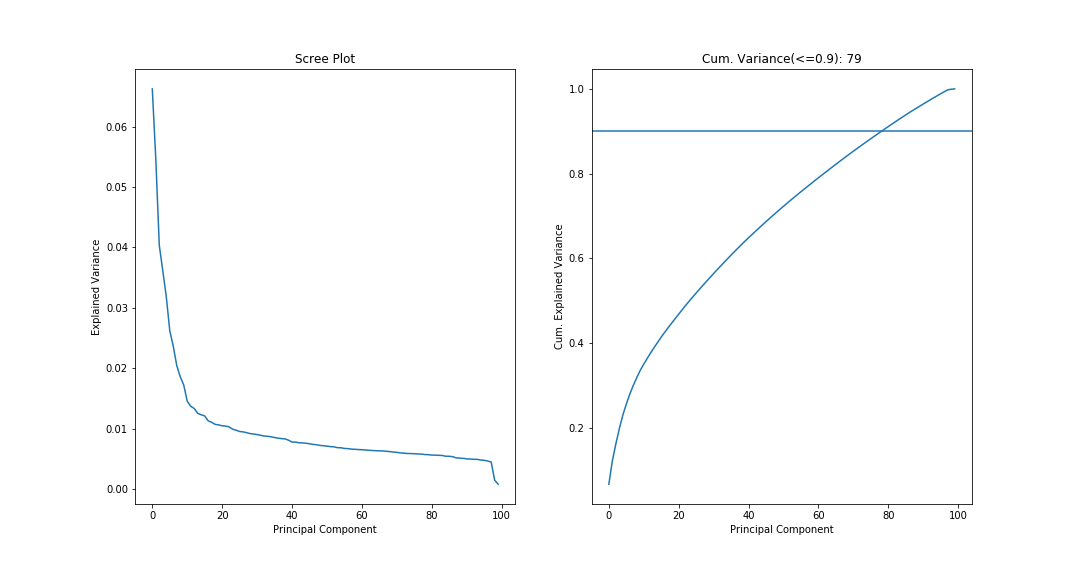 Scree Plot
Explained Variance
0.06
0.05
0.04
0.03
0.02
0.01
0.00
0 20 40 60 80 100
Principal Component
Cum. Variance(<=0.9): 79
Cum. Explained Variance
1.0
0.8
0.6
0.4
0.2
0 20 40 60 80 100
Principal Component